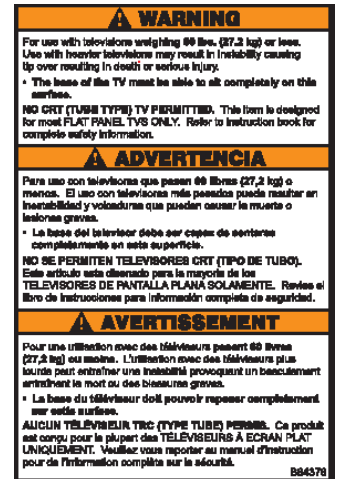 WARNING
For use with televisions weighing 60 lbs. (27.2 kg) or less.
Use with heavier televisions may result in instability causing
tip over resulting in death or serious injury.
• The base of the TV must be able to sit completely on this
surface.
NO CRT (TUBE TYPE) TV PERMITTED. This item is designed
for most FLAT PANEL TVS ONLY. Refer to instruction book for
complete safety information.
ADVERTENCIA
Para uso con televisores que pesan 60 libras (27,2 kg) o
menos. El uso con televisores más pesados puede resultar en
inestabilidad y volcaduras que puedan causar la muerte o
lesiones graves.
• La base del televisor debe ser capaz de sentarse
completamente en esta superficie.
NO SE PERMITEN TELEVISORES CRT (TIPO DE TUBO).
Este artículo esta disenado para la mayoría de los
TELEVISORES DE PANTALLA PLANA SOLAMENTE. Revise el
libro de instrucciones para información completa de seguridad.
AVERTISSEMENT
Pour une utilisation avec des téléviseurs pesant 60 livres
(27,2 kg) ou moins. L'utilisation avec des téléviseurs plus
lourds peut entraîner une instabilité provoquant un basculement
entraînant la mort ou des blessures graves.
• La base du téléviseur doit pouvoir reposer complètement
sur cette surface.
AUCUN TÉLÉVISEUR TRC (TYPE TUBE) PERMIS. Ce produit
est conçu pour la plupart des TÉLÉVISEURS À ECRAN PLAT
UNIQUEMENT. Veuillez vous reporter au manuel d'instruction
pour de l'information complète sur la sécurité.